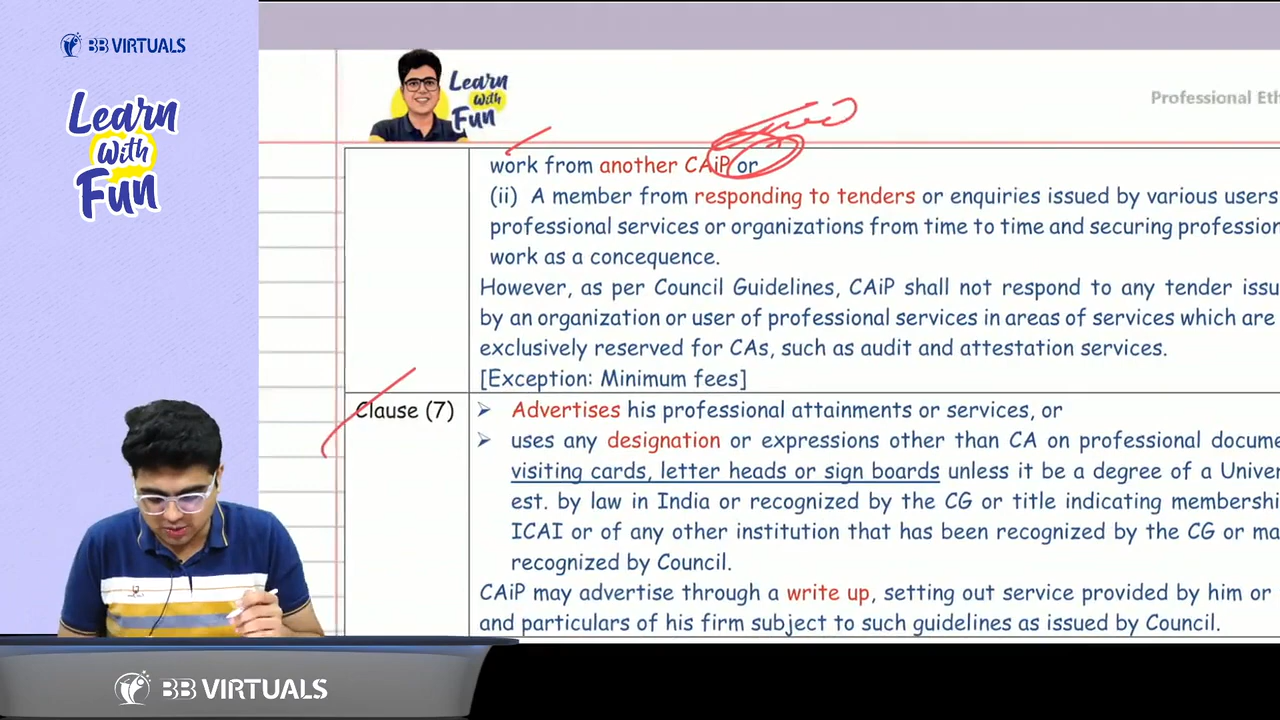 BB VIRTUALS
Learn
With
Fun
Learn
With
Fun
Professional Eth
work from another CAiP or
(ii) A member from responding to tenders or enquiries issued by various users
professional services or organizations from time to time and securing profession
work as a concequence.
However, as per Council Guidelines, CAiP shall not respond to any tender issu
by an organization or user of professional services in areas of services which are
exclusively reserved for CAs, such as audit and attestation services.
[Exception: Minimum fees]
Clause (7)
➢ Advertises his professional attainments or services, or
➢ uses any designation or expressions other than CA on professional docume
visiting cards, letter heads or sign boards unless it be a degree of a Univer
est. by law in India or recognized by the CG or title indicating membershi
ICAI or of any other institution that has been recognized by the CG or ma
recognized by Council.
CAiP may advertise through a write up, setting out service provided by him or
and particulars of his firm subject to such guidelines as issued by Council.
BB VIRTUALS